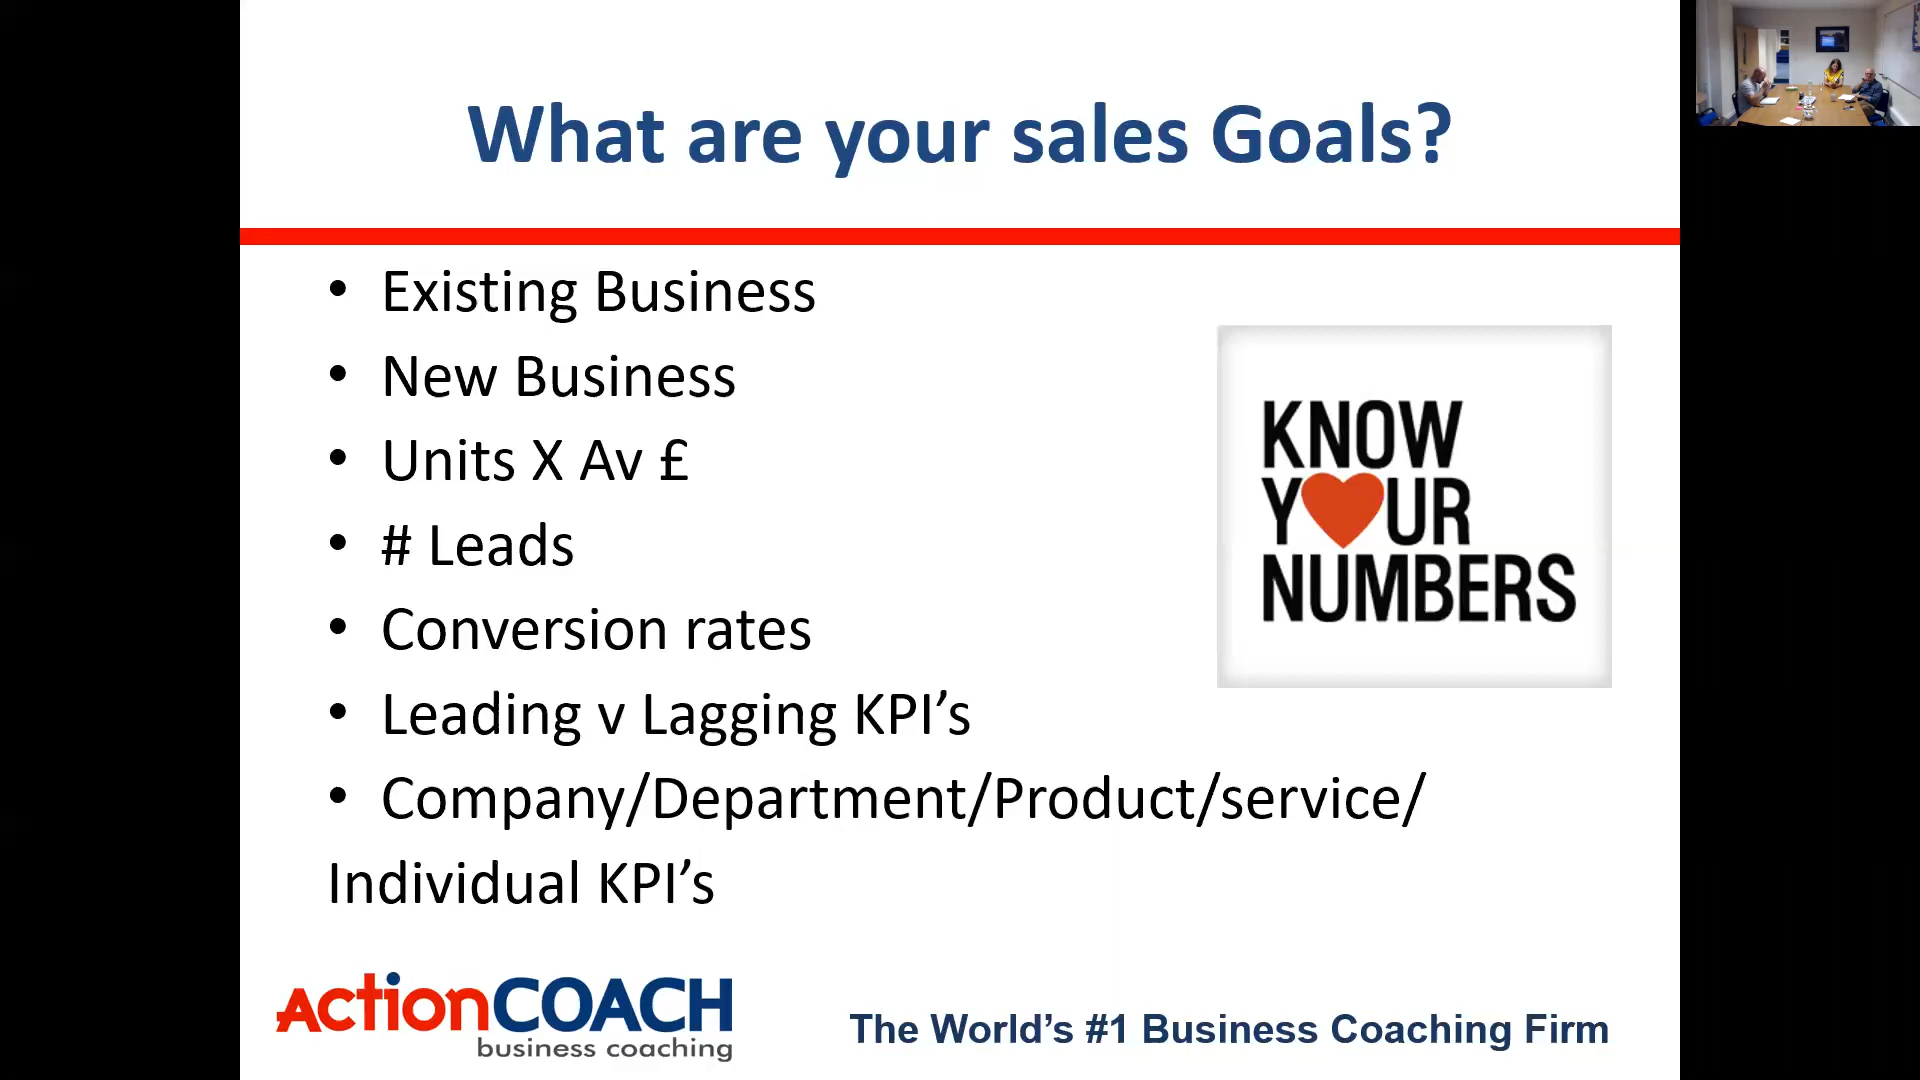 What are your sales Goals?
• Existing Business
• New Business
• Units X Av £
• # Leads
• Conversion rates
• Leading v Lagging KPI’s
• Company/Department/Product/service/
Individual KPI’s
KNOW
Y♥UR
NUMBERS
ActionCOACH
business coaching
The World’s #1 Business Coaching Firm